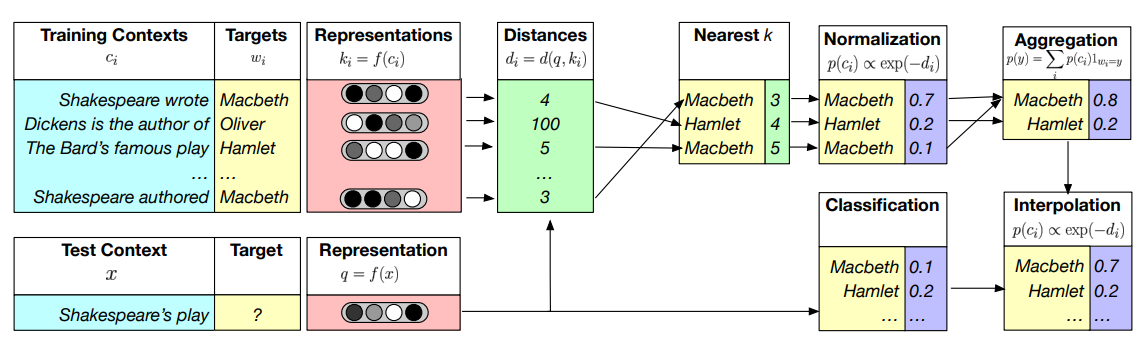 Training Contexts
c_i
Targets
w_i
Representations
k_i = f(c_i)
Distances
d_i = d(q, k_i)
Nearest k
Normalization
p(c_i) ∝ exp(−d_i)
Aggregation
p(y) = ∑_i p(c_i)1_{w_i=y}
Shakespeare wrote Macbeth
Dickens is the author of Oliver
The Bard's famous play Hamlet
... ...
Shakespeare authored Macbeth
4
100
5
...
3
Macbeth 3
Hamlet 4
Macbeth 5
Macbeth 0.7
Hamlet 0.2
Macbeth 0.1
Macbeth 0.8
Hamlet 0.2
Test Context
x
Target
Representation
q = f(x)
Shakespeare's play ?
Classification
Macbeth 0.1
Hamlet 0.2
... ...
Interpolation
p(c_i) ∝ exp(−d_i)
Macbeth 0.7
Hamlet 0.2
... ...